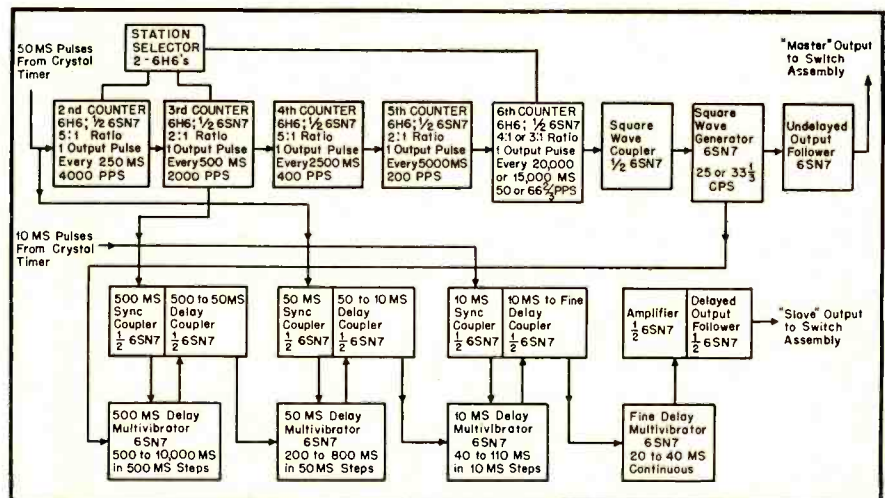 50 MS Pulses
From Crystal
Timer
STATION
SELECTOR
2-6H6's
"Master" Output
to Switch
Assembly
2nd COUNTER
6H6; ½ 6SN7
5:1 Ratio
1 Output Pulse
Every 250 MS
4000 PPS
3rd COUNTER
6H6; ½ 6SN7
2:1 Ratio
1 Output Pulse
Every 500 MS
2000 PPS
4th COUNTER
6H6; ½ 6SN7
5:1 Ratio
1 Output Pulse
Every 2500 MS
400 PPS
5th COUNTER
6H6; ½ 6SN7
2:1 Ratio
1 Output Pulse
Every 5000MS
200 PPS
6th COUNTER
6H6; ½ 6SN7
4:1 or 3:1 Ratio
1 Output Pulse
Every 20,000
or 15,000 MS
50 or 66⅔ PPS
Square
Wave
Coupler
½ 6SN7
Square
Wave
Generator
6SN7
25 or 33⅓
CPS
Undelayed
Output
Follower
6SN7
10 MS Pulses
From Crystal
Timer
500 MS
Sync
Coupler
½ 6SN7
500 to 50MS
Delay
Coupler
½ 6SN7
50 MS
Sync
Coupler
½ 6SN7
50 to 10 MS
Delay
Coupler
½ 6SN7
10 MS
Sync
Coupler
½ 6SN7
10 MS to Fine
Delay
Coupler
½ 6SN7
Amplifier
½ 6SN7
Delayed
Output
Follower
½ 6SN7
"Slave" Output
to Switch
Assembly
500 MS Delay
Multivibrator
6SN7
500 to 10,000 MS
in 500 MS Steps
50 MS Delay
Multivibrator
6SN7
200 to 800 MS
in 50 MS Steps
10 MS Delay
Multivibrator
6SN7
40 to 110 MS
in 10 MS Steps
Fine Delay
Multivibrator
6SN7
20 to 40 MS
Continuous